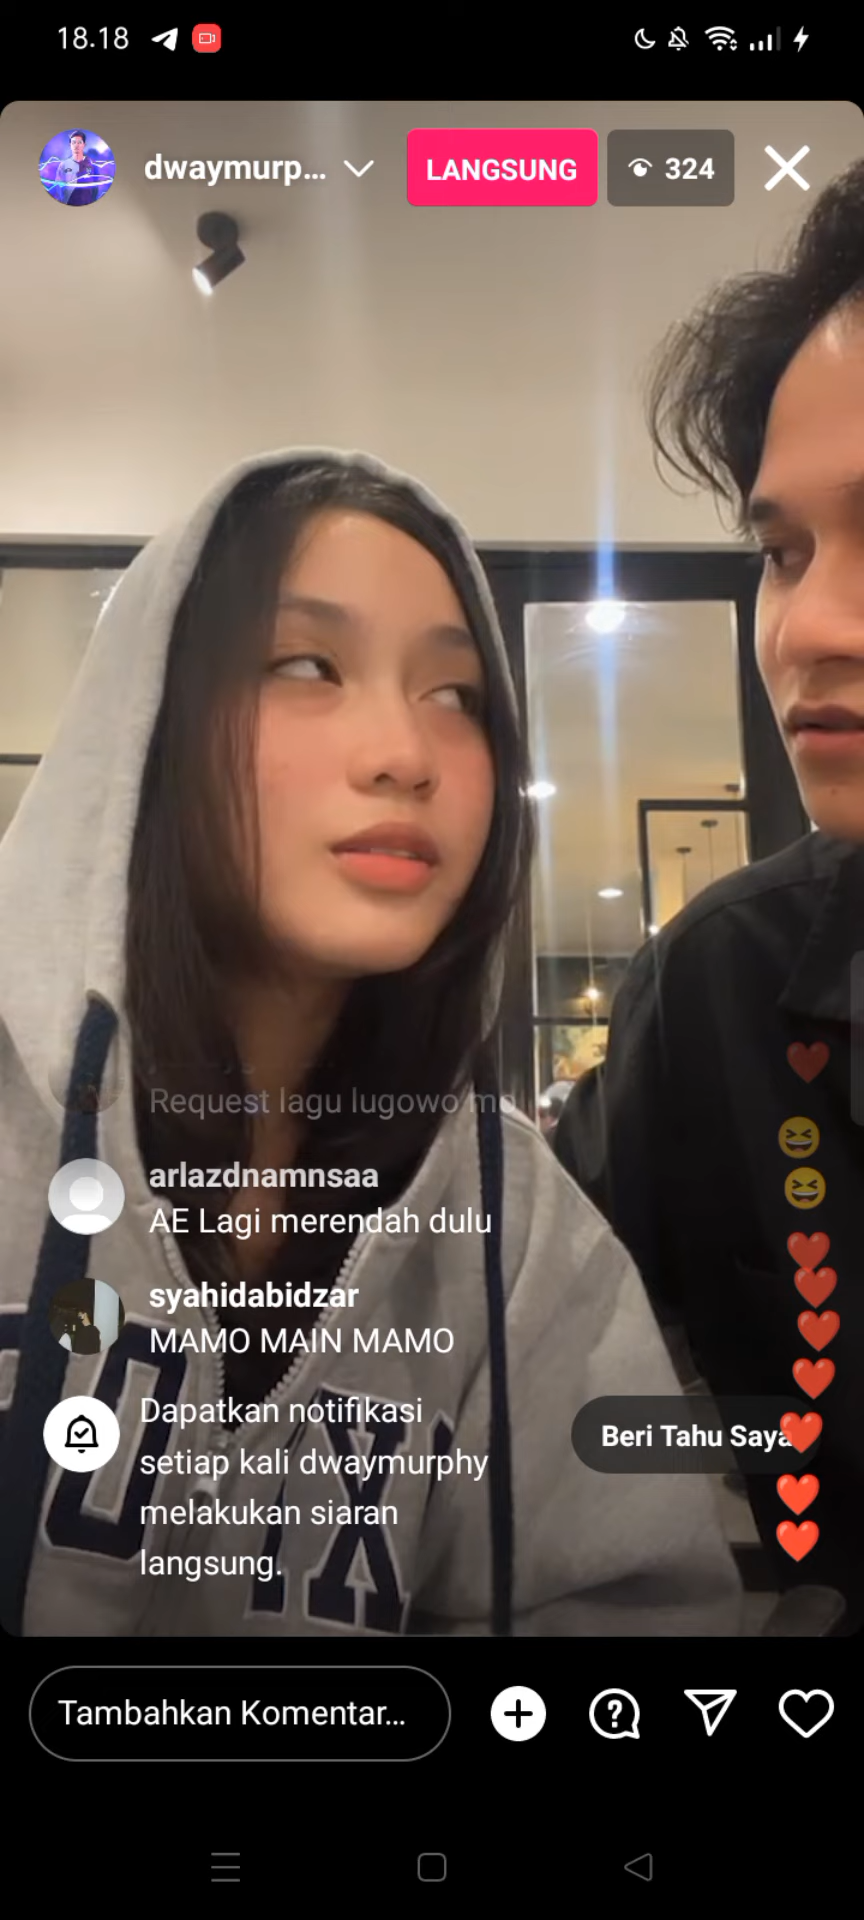 18.18
dwaymurp...
LANGSUNG
324
Request lagu lugowo mo
arlazdnamnsaa
AE Lagi merendah dulu
syahidabidzar
MAMO MAIN MAMO
Dapatkan notifikasi
setiap kali dwaymurphy
melakukan siaran
langsung.
Beri Tahu Saya
Tambahkan Komentar...